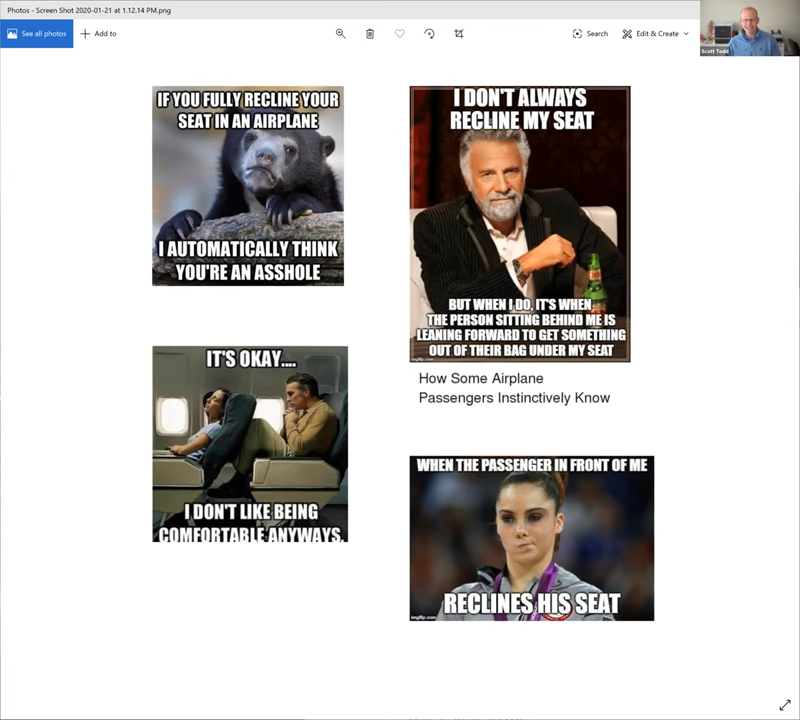 Photos - Screen Shot 2020-01-21 at 1.12.14 PM.png
See all photos
Add to
Search
Edit & Create
Scott Todd
IF YOU FULLY RECLINE YOUR
SEAT IN AN AIRPLANE
I AUTOMATICALLY THINK
YOU'RE AN ASSHOLE
I DON'T ALWAYS
RECLINE MY SEAT
BUT WHEN I DO, IT'S WHEN
THE PERSON SITTING BEHIND ME IS
LEANING FORWARD TO GET SOMETHING
OUT OF THEIR BAG UNDER MY SEAT
imgflip.com
How Some Airplane
Passengers Instinctively Know
IT'S OKAY....
I DON'T LIKE BEING
COMFORTABLE ANYWAYS.
WHEN THE PASSENGER IN FRONT OF ME
RECLINES HIS SEAT
imgflip.com